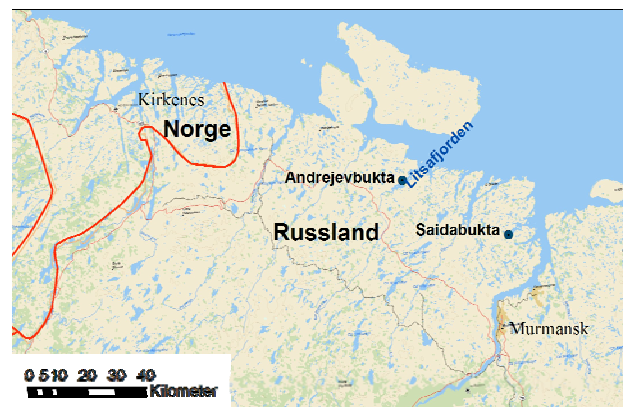 Kirkenes
Norge
Litsafjorden
Andrejevbukta
Russland
Saidabukta
Murmansk
0 5 10 20 30 40
Kilometer